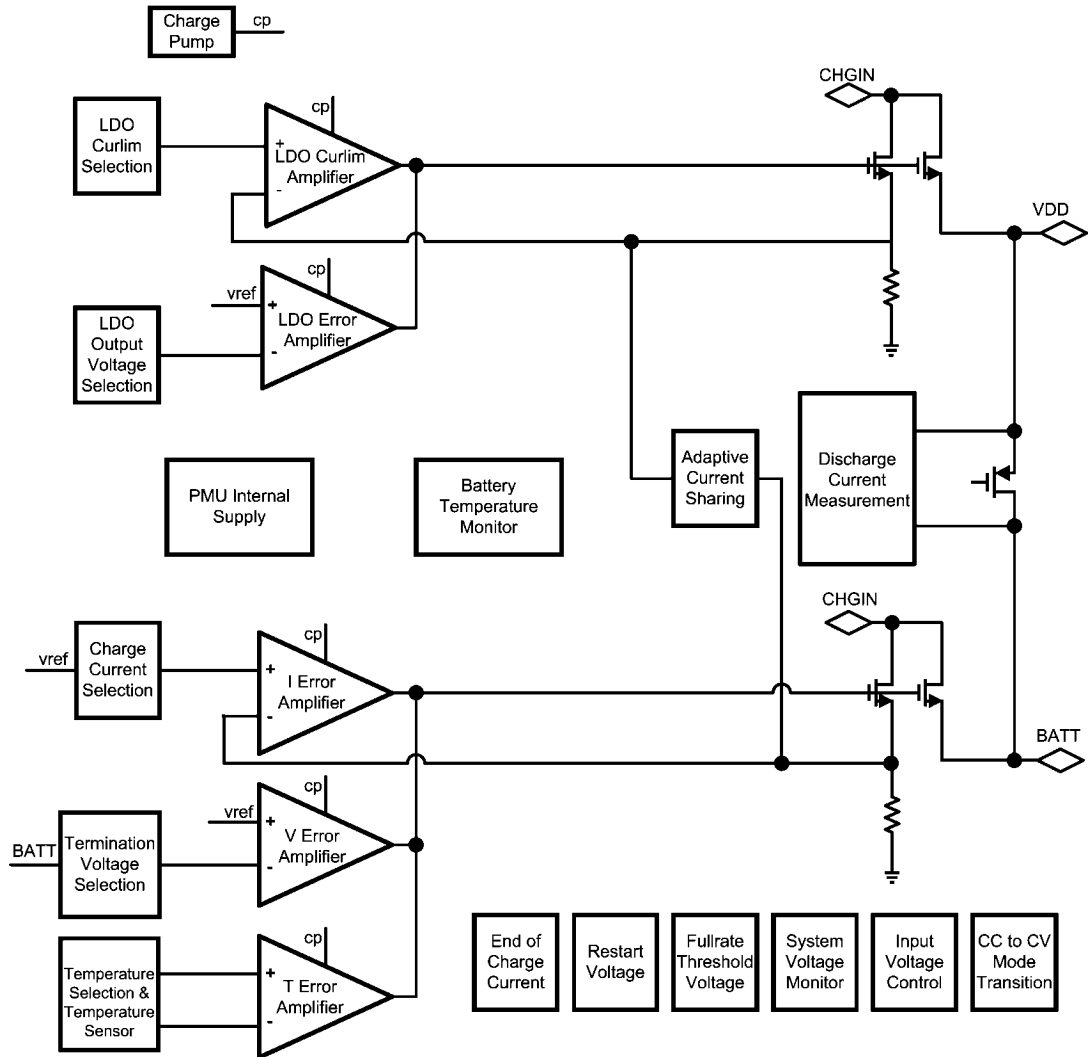 Charge
Pump
cp
CHGIN
LDO
Curlim
Selection
cp
+
LDO Curlim
Amplifier
-
VDD
cp
vref
+
LDO Error
Amplifier
-
LDO
Output
Voltage
Selection
PMU Internal
Supply
Battery
Temperature
Monitor
Adaptive
Current
Sharing
Discharge
Current
Measurement
CHGIN
vref
Charge
Current
Selection
cp
+
I Error
Amplifier
-
BATT
cp
vref
+
V Error
Amplifier
-
BATT
Termination
Voltage
Selection
Temperature
Selection &
Temperature
Sensor
cp
+
T Error
Amplifier
-
End of
Charge
Current
Restart
Voltage
Fullrate
Threshold
Voltage
System
Voltage
Monitor
Input
Voltage
Control
CC to CV
Mode
Transition